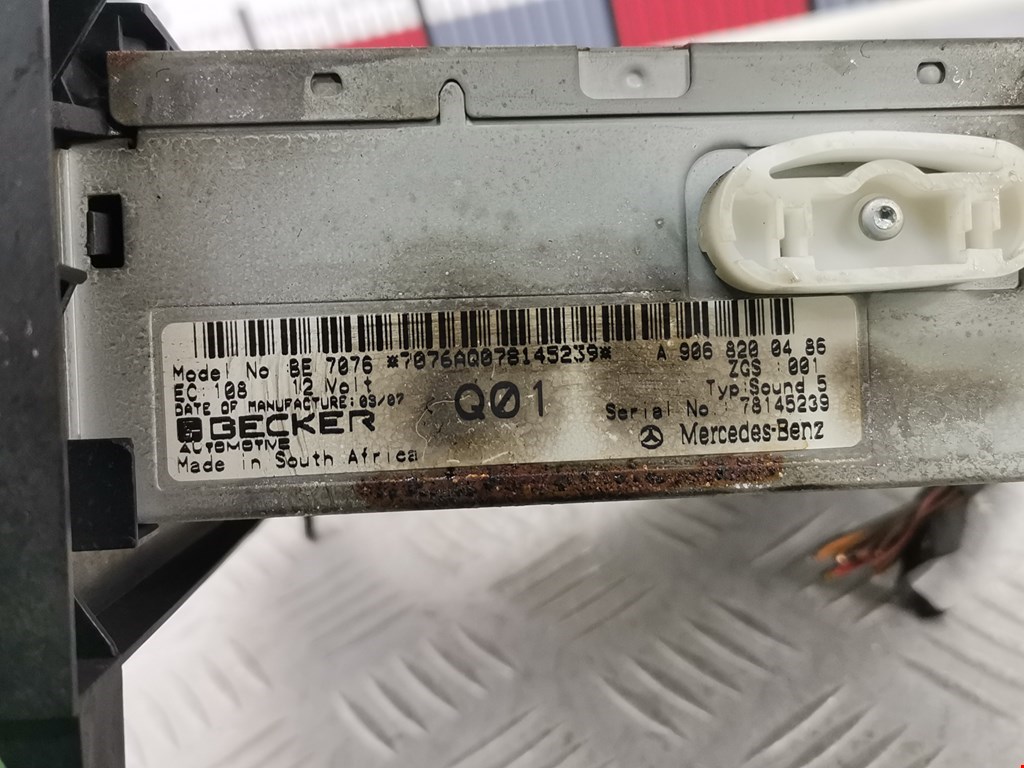 Model No : BE 7076 *7076AQ078145239* A 906 820 04 86
EC: 108 12 Volt ZGS : 001
DATE OF MANUFACTURE: 09/07 Q01 Typ: Sound 5
BECKER Serial No.: 78145239
AUTOMOTIVE Mercedes-Benz
Made in South Africa